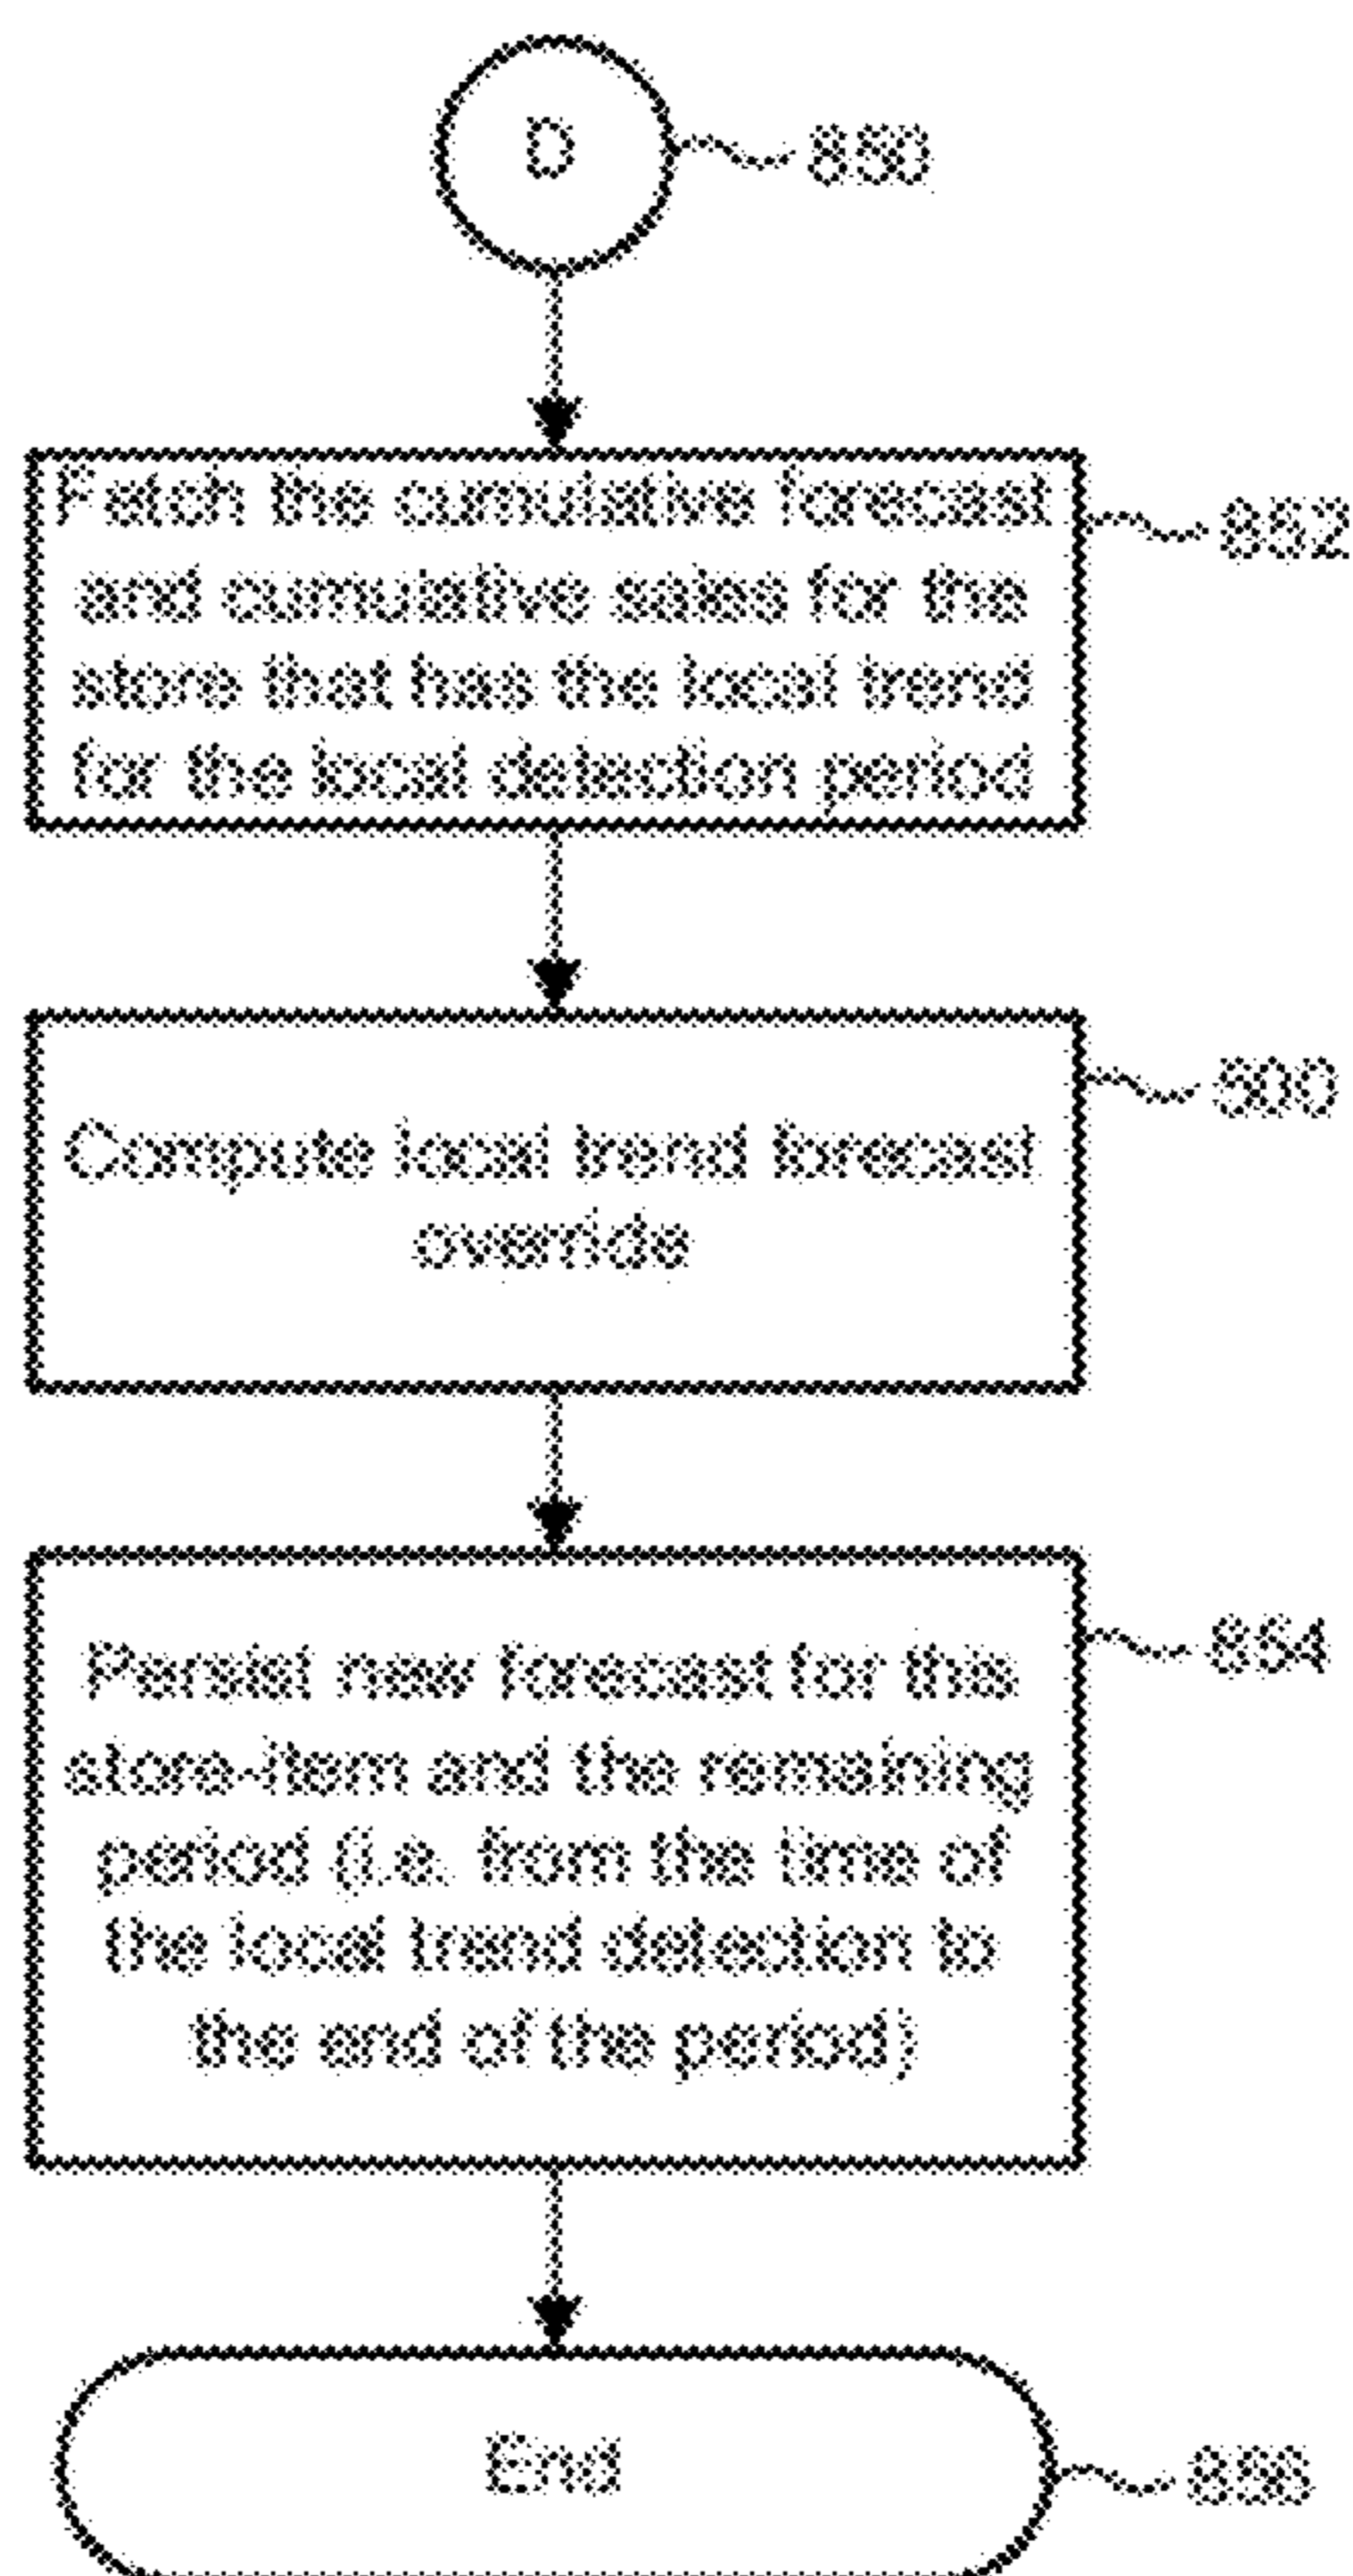 D
850
Fetch the cumulative forecast
852
and cumulative sales for the
store that has the local trend
for the local detection period
500
Compute local trend forecast
override
854
Persist new forecast for this
store-item and the remaining
period (i.e. from the time of
the local trend detection to
the end of the period)
End